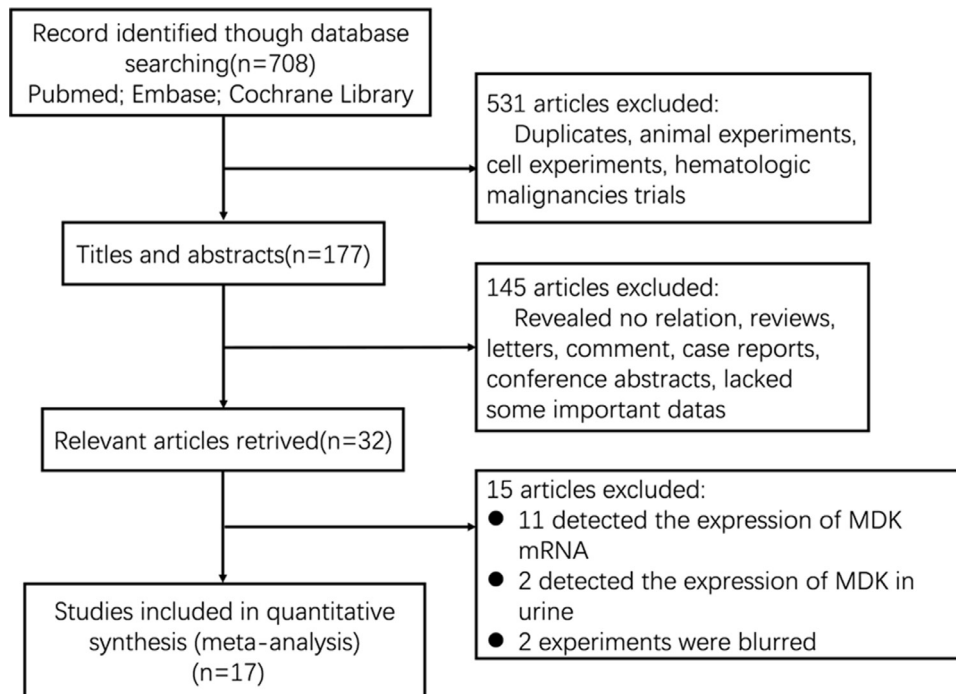 Record identified though database
searching(n=708)
Pubmed; Embase; Cochrane Library
531 articles excluded:
Duplicates, animal experiments,
cell experiments, hematologic
malignancies trials
Titles and abstracts(n=177)
145 articles excluded:
Revealed no relation, reviews,
letters, comment, case reports,
conference abstracts, lacked
some important datas
Relevant articles retrived(n=32)
15 articles excluded:
● 11 detected the expression of MDK
mRNA
● 2 detected the expression of MDK in
urine
● 2 experiments were blurred
Studies included in quantitative
synthesis (meta-analysis)
(n=17)